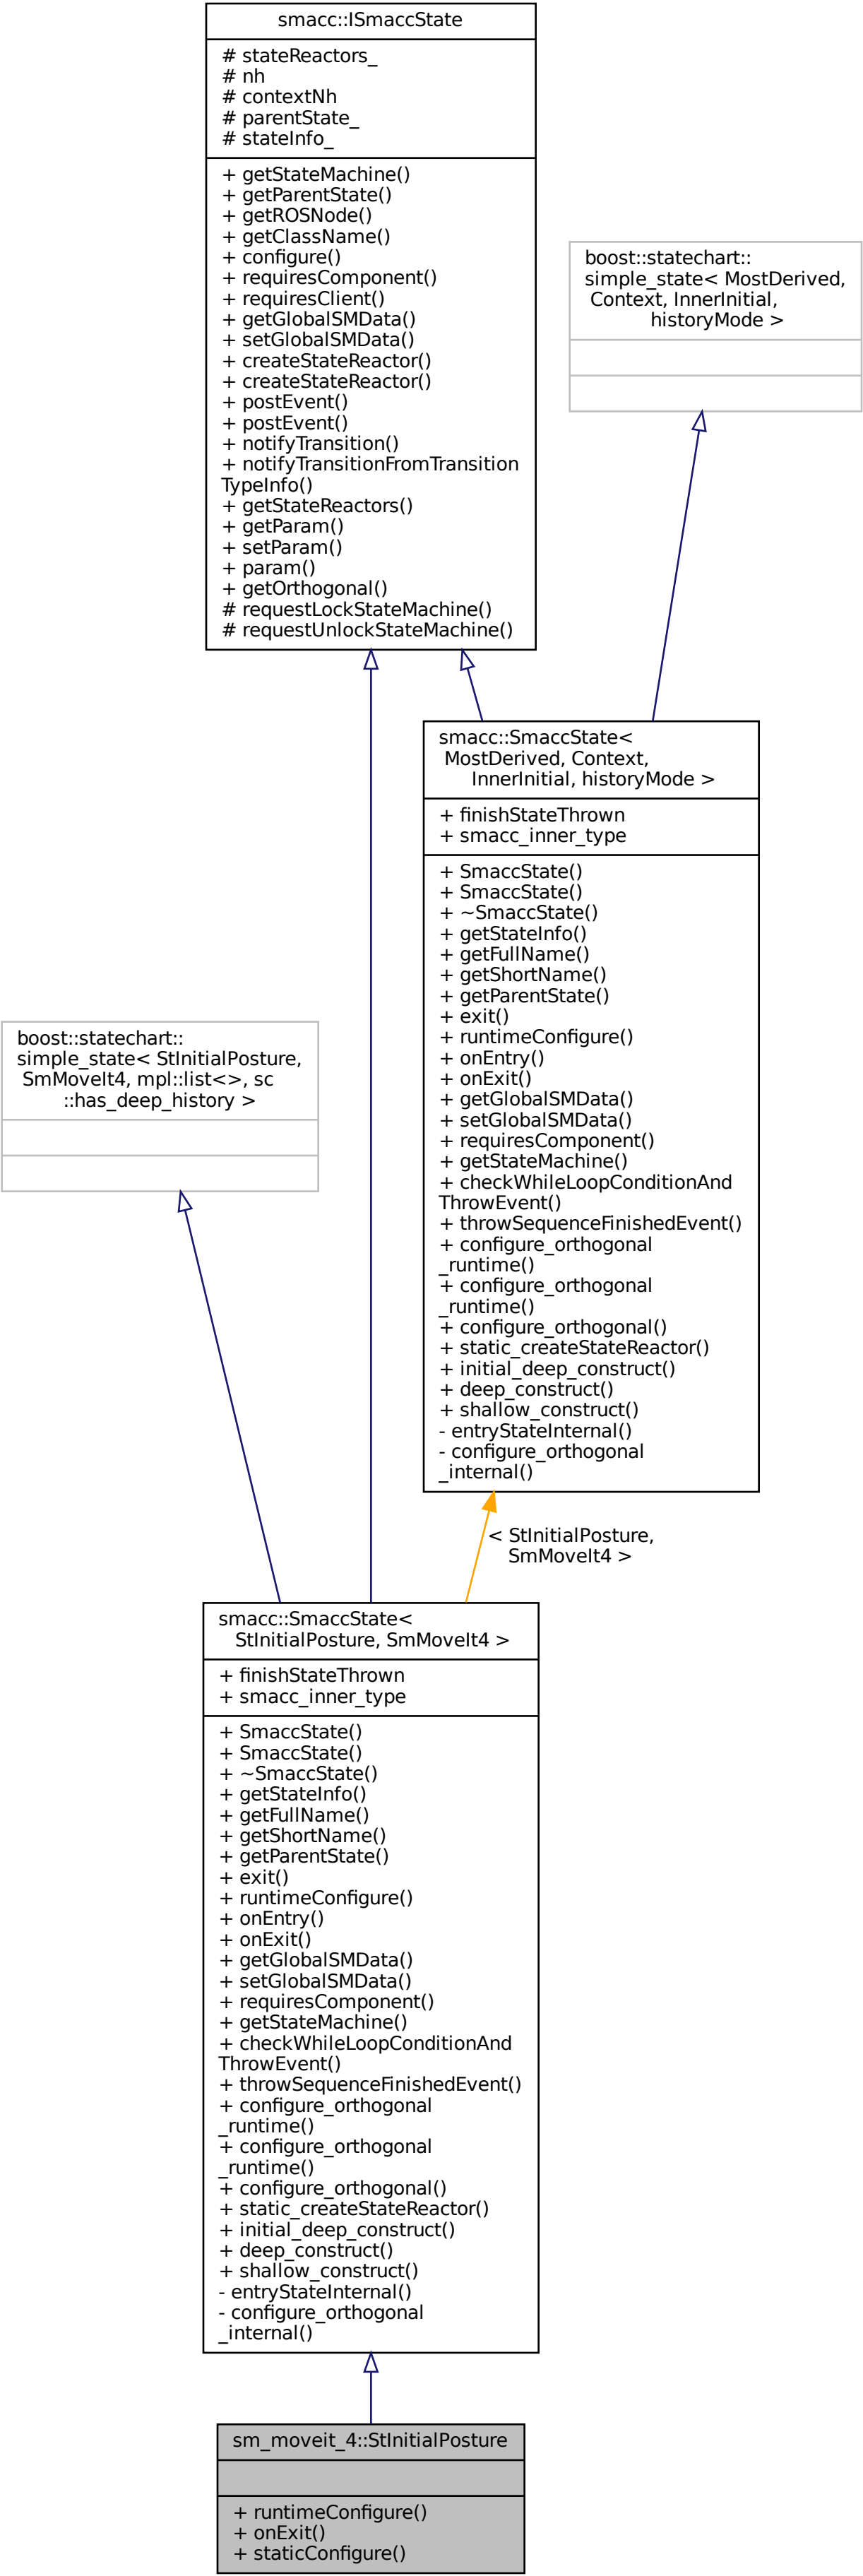 smacc::ISmaccState
# stateReactors_
# nh
# contextNh
# parentState_
# stateInfo_
+ getStateMachine()
+ getParentState()
+ getROSNode()
+ getClassName()
+ configure()
+ requiresComponent()
+ requiresClient()
+ getGlobalSMData()
+ setGlobalSMData()
+ createStateReactor()
+ createStateReactor()
+ postEvent()
+ postEvent()
+ notifyTransition()
+ notifyTransitionFromTransition
TypeInfo()
+ getStateReactors()
+ getParam()
+ setParam()
+ param()
+ getOrthogonal()
# requestLockStateMachine()
# requestUnlockStateMachine()
boost::statechart::
simple_state< MostDerived,
Context, InnerInitial,
historyMode >
smacc::SmaccState<
MostDerived, Context,
InnerInitial, historyMode >
+ finishStateThrown
+ smacc_inner_type
+ SmaccState()
+ SmaccState()
+ ~SmaccState()
+ getStateInfo()
+ getFullName()
+ getShortName()
+ getParentState()
+ exit()
+ runtimeConfigure()
+ onEntry()
+ onExit()
+ getGlobalSMData()
+ setGlobalSMData()
+ requiresComponent()
+ getStateMachine()
+ checkWhileLoopConditionAnd
ThrowEvent()
+ throwSequenceFinishedEvent()
+ configure_orthogonal
_runtime()
+ configure_orthogonal
_runtime()
+ configure_orthogonal()
+ static_createStateReactor()
+ initial_deep_construct()
+ deep_construct()
+ shallow_construct()
- entryStateInternal()
- configure_orthogonal
_internal()
boost::statechart::
simple_state< StInitialPosture,
SmMoveIt4, mpl::list<>, sc
::has_deep_history >
< StInitialPosture,
SmMoveIt4 >
smacc::SmaccState<
StInitialPosture, SmMoveIt4 >
+ finishStateThrown
+ smacc_inner_type
+ SmaccState()
+ SmaccState()
+ ~SmaccState()
+ getStateInfo()
+ getFullName()
+ getShortName()
+ getParentState()
+ exit()
+ runtimeConfigure()
+ onEntry()
+ onExit()
+ getGlobalSMData()
+ setGlobalSMData()
+ requiresComponent()
+ getStateMachine()
+ checkWhileLoopConditionAnd
ThrowEvent()
+ throwSequenceFinishedEvent()
+ configure_orthogonal
_runtime()
+ configure_orthogonal
_runtime()
+ configure_orthogonal()
+ static_createStateReactor()
+ initial_deep_construct()
+ deep_construct()
+ shallow_construct()
- entryStateInternal()
- configure_orthogonal
_internal()
sm_moveit_4::StInitialPosture
+ runtimeConfigure()
+ onExit()
+ staticConfigure()